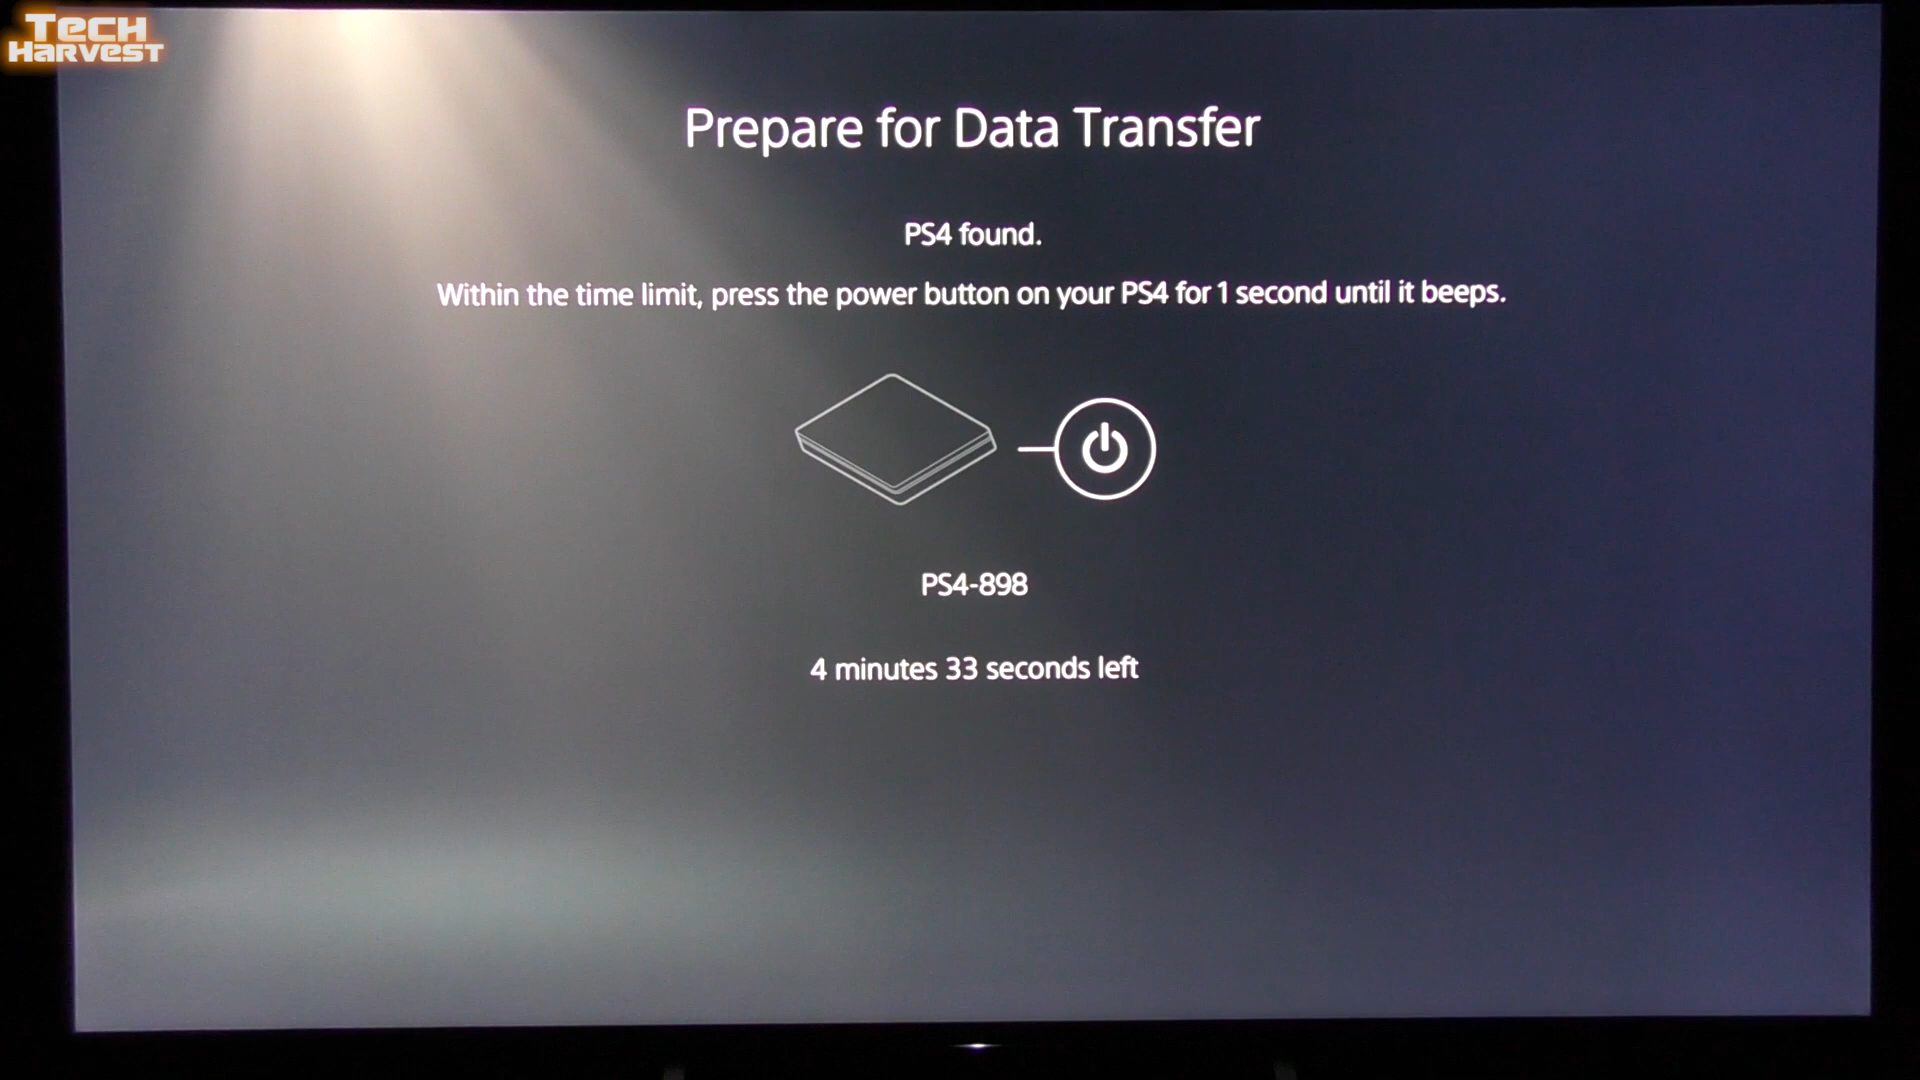 Tech
Harvest
Prepare for Data Transfer
PS4 found.
Within the time limit, press the power button on your PS4 for 1 second until it beeps.
PS4-898
4 minutes 33 seconds left